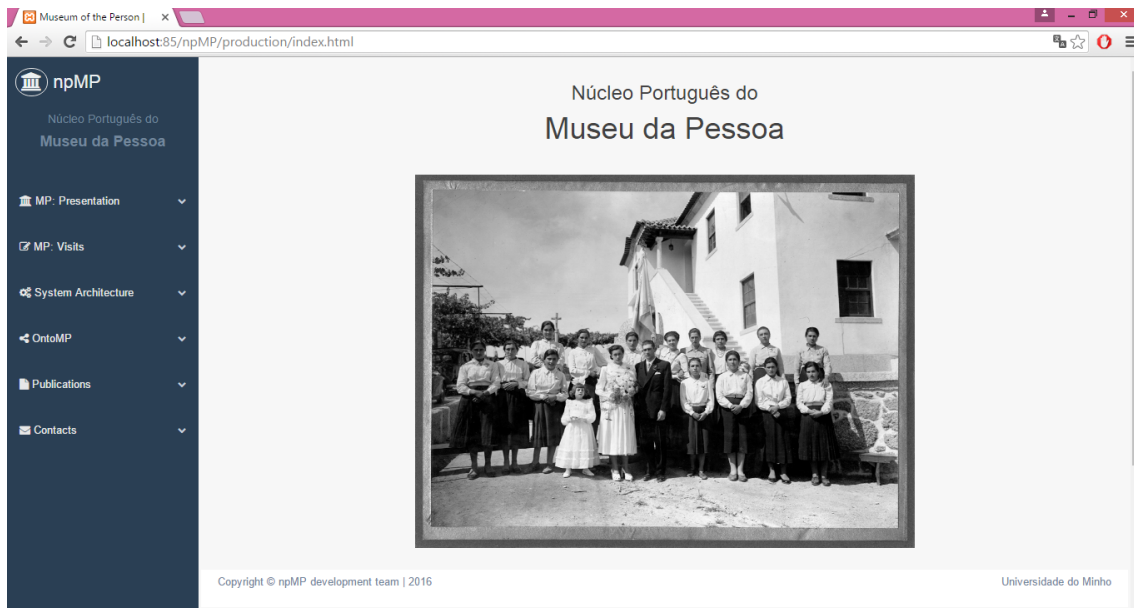 Museum of the Person |
localhost:85/npMP/production/index.html
npMP
Núcleo Português do
Museu da Pessoa
MP: Presentation
MP: Visits
System Architecture
OntoMP
Publications
Contacts
Núcleo Português do
Museu da Pessoa
Copyright © npMP development team | 2016
Universidade do Minho